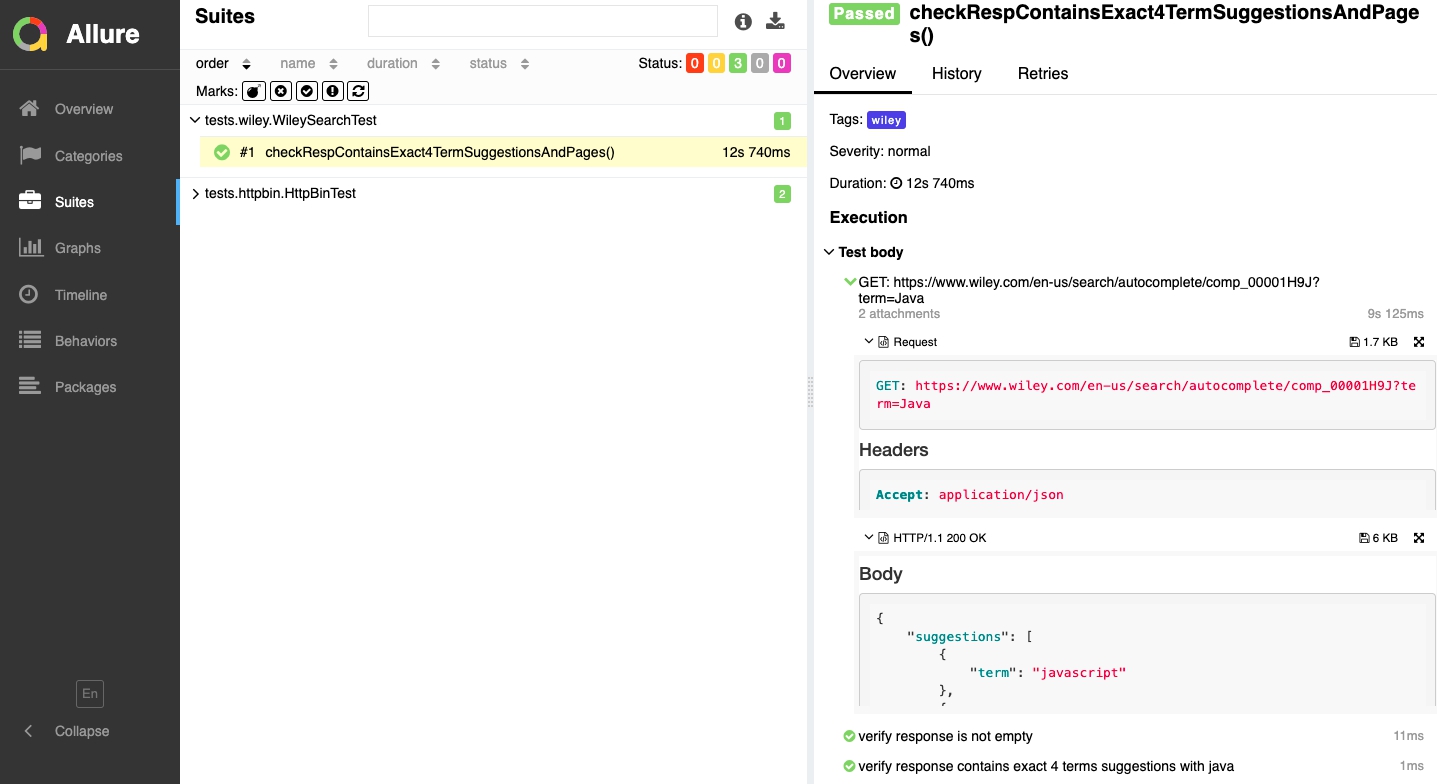 Allure
Overview
Categories
Suites
Graphs
Timeline
Behaviors
Packages
En
Collapse
Suites
order name duration status Status: 0 0 3 0 0
Marks:
tests.wiley.WileySearchTest 1
#1 checkRespContainsExact4TermSuggestionsAndPages() 12s 740ms
tests.httpbin.HttpBinTest 2
Passed checkRespContainsExact4TermSuggestionsAndPage
s()
Overview History Retries
Tags: wiley
Severity: normal
Duration: 12s 740ms
Execution
Test body
GET: https://www.wiley.com/en-us/search/autocomplete/comp_00001H9J?
term=Java
2 attachments 9s 125ms
Request 1.7 KB
GET: https://www.wiley.com/en-us/search/autocomplete/comp_00001H9J?te
rm=Java
Headers
Accept: application/json
HTTP/1.1 200 OK 6 KB
Body
{
"suggestions": [
{
"term": "javascript"
},
{
verify response is not empty 11ms
verify response contains exact 4 terms suggestions with java 1ms